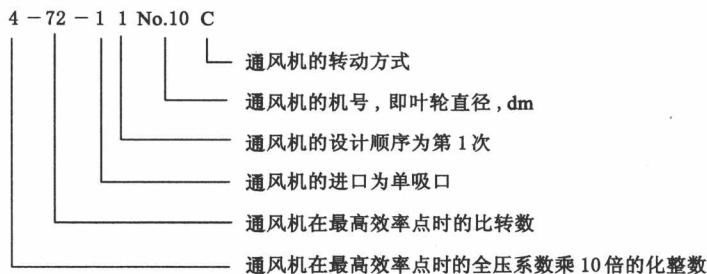 4－72－1 1 No.10 C
通风机的转动方式
通风机的机号,即叶轮直径,dm
通风机的设计顺序为第1次
通风机的进口为单吸口
通风机在最高效率点时的比转数
通风机在最高效率点时的全压系数乘10倍的化整数